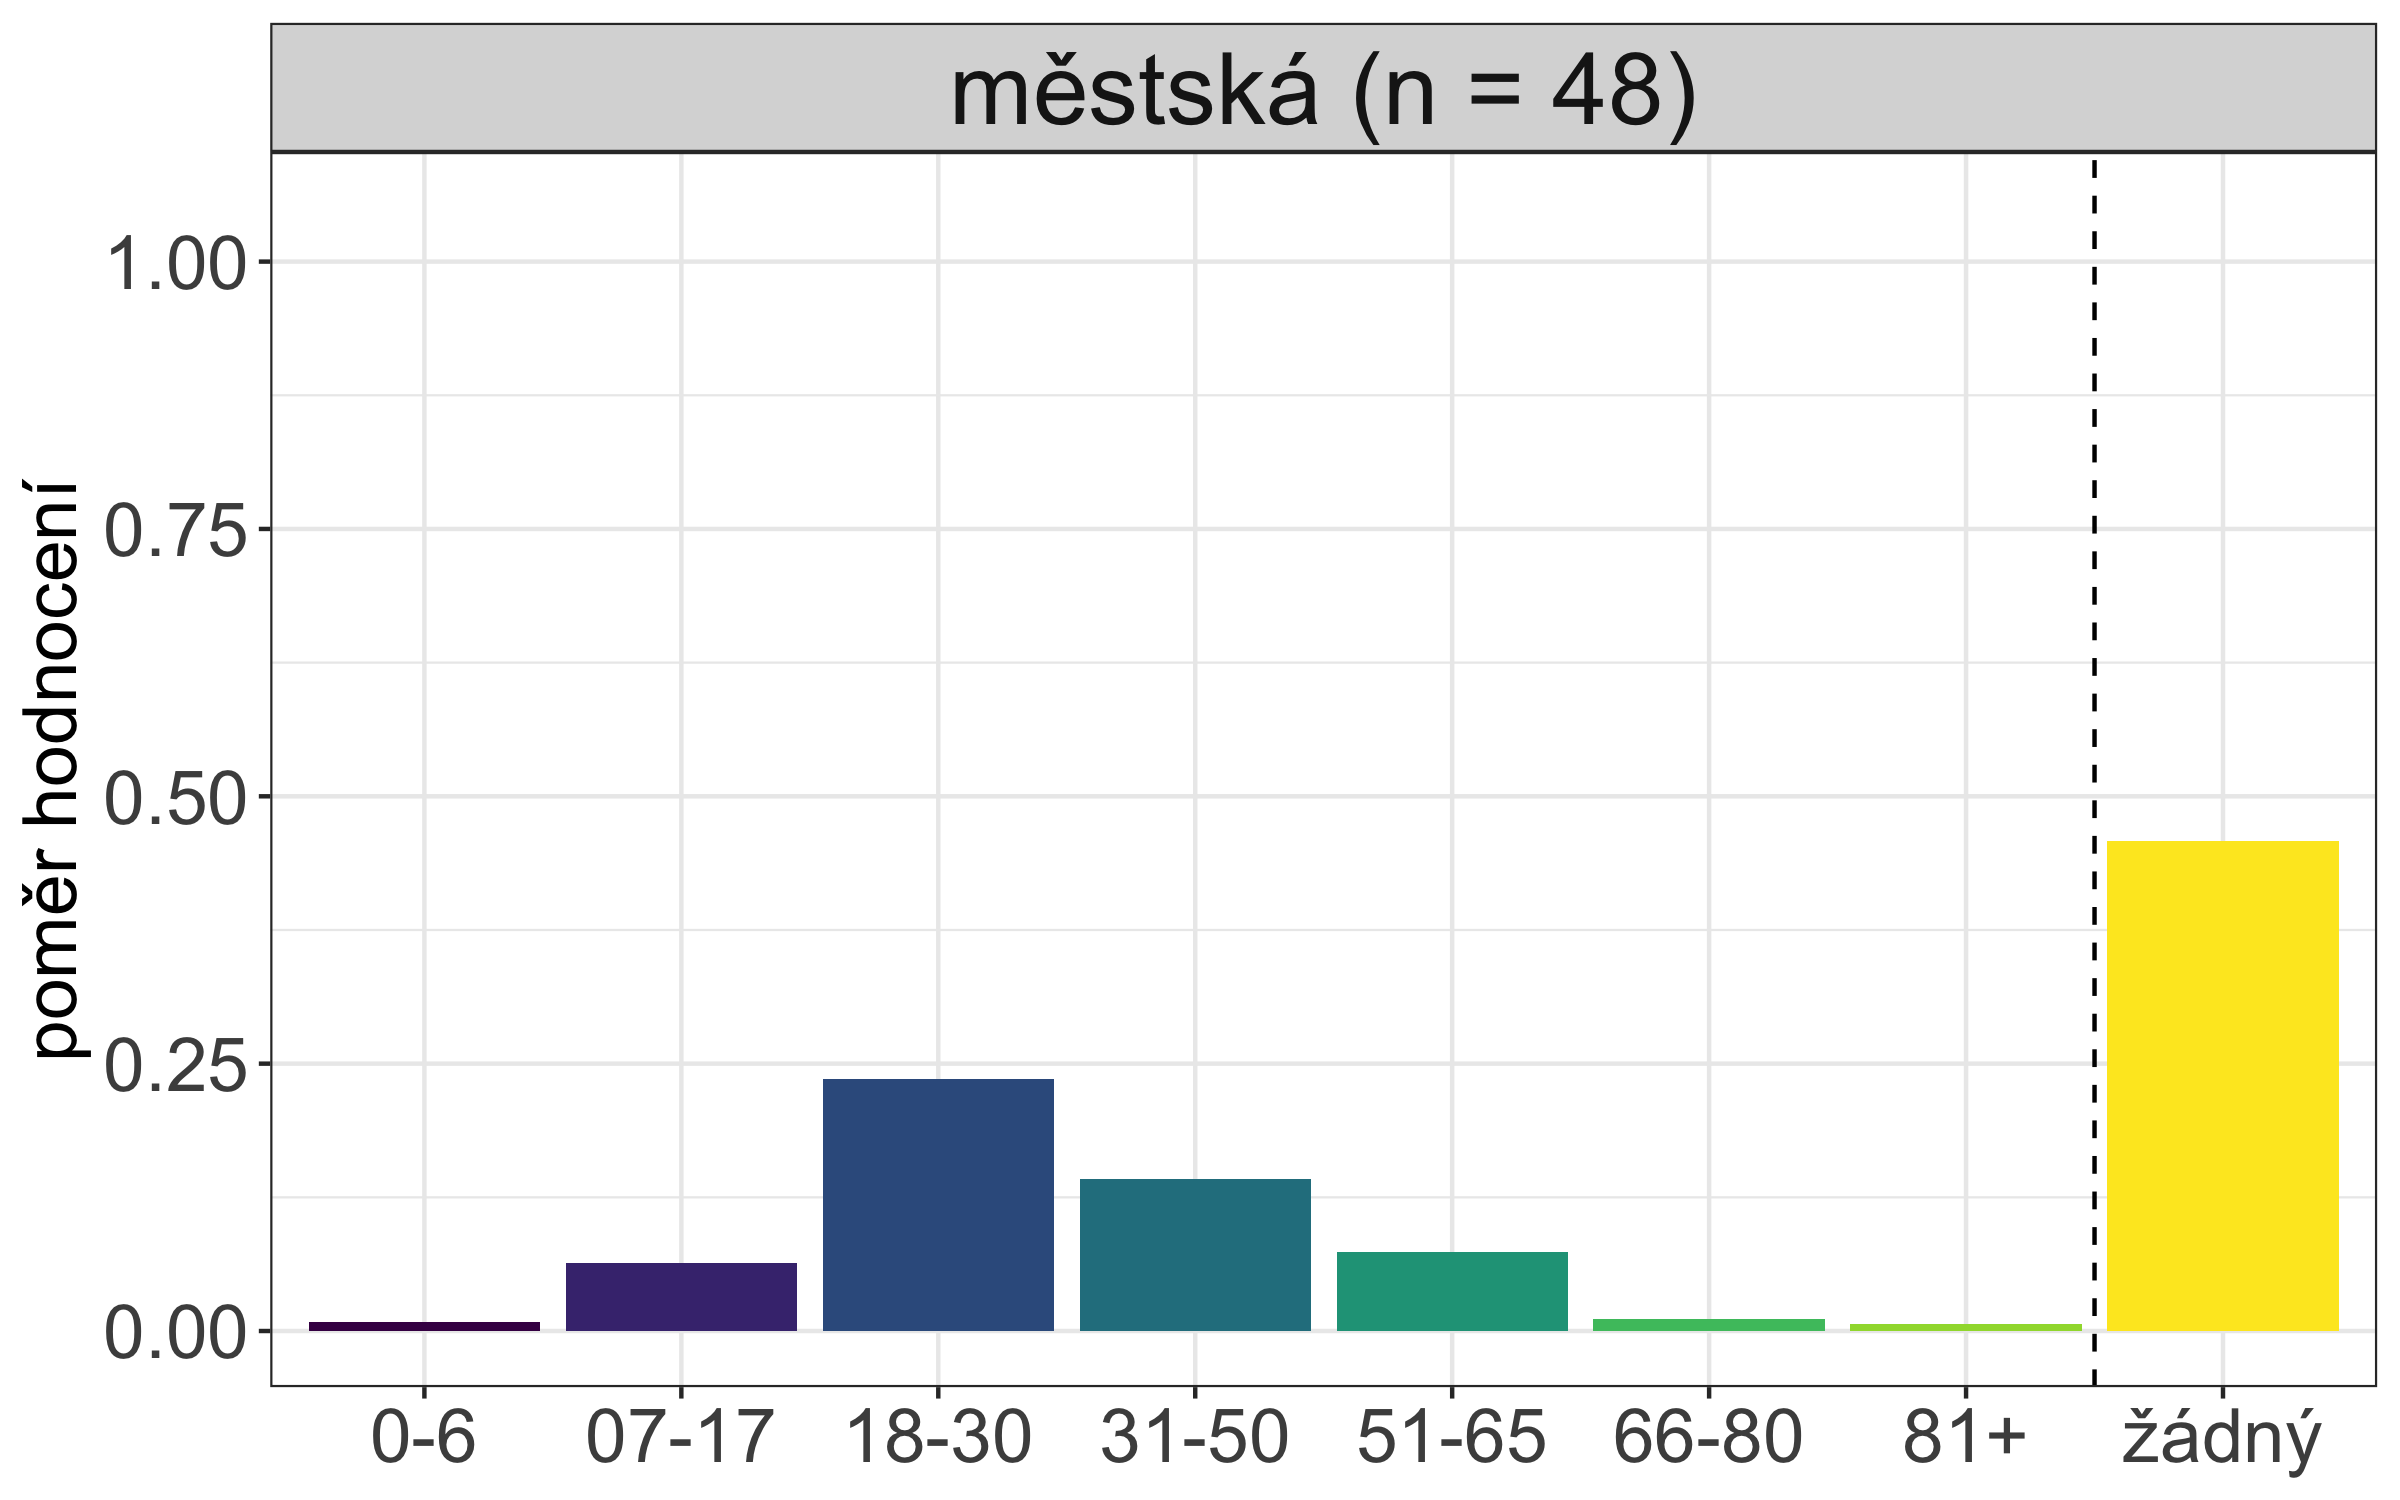 městská (n = 48)
poměr hodnocení
1.00
0.75
0.50
0.25
0.00
0-6 07-17 18-30 31-50 51-65 66-80 81+ žádný